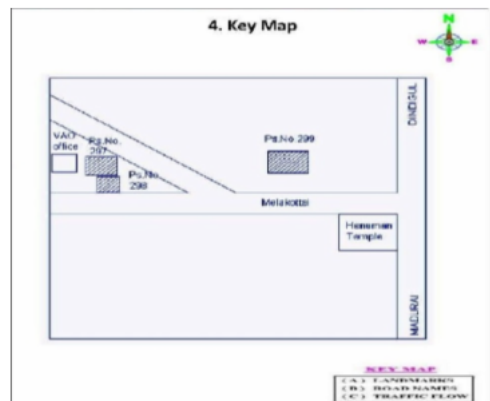 4. Key Map
N
W
E
S
DINDIGUL
VAO
office
Ps.No.
297
Ps.No.
298
Ps.No 299
Melakottai
Hanuman
Temple
MADURAI
KEY MAP
(A) LANDMARKS
(B) ROAD NAMES
(C) TRAFFIC FLOW